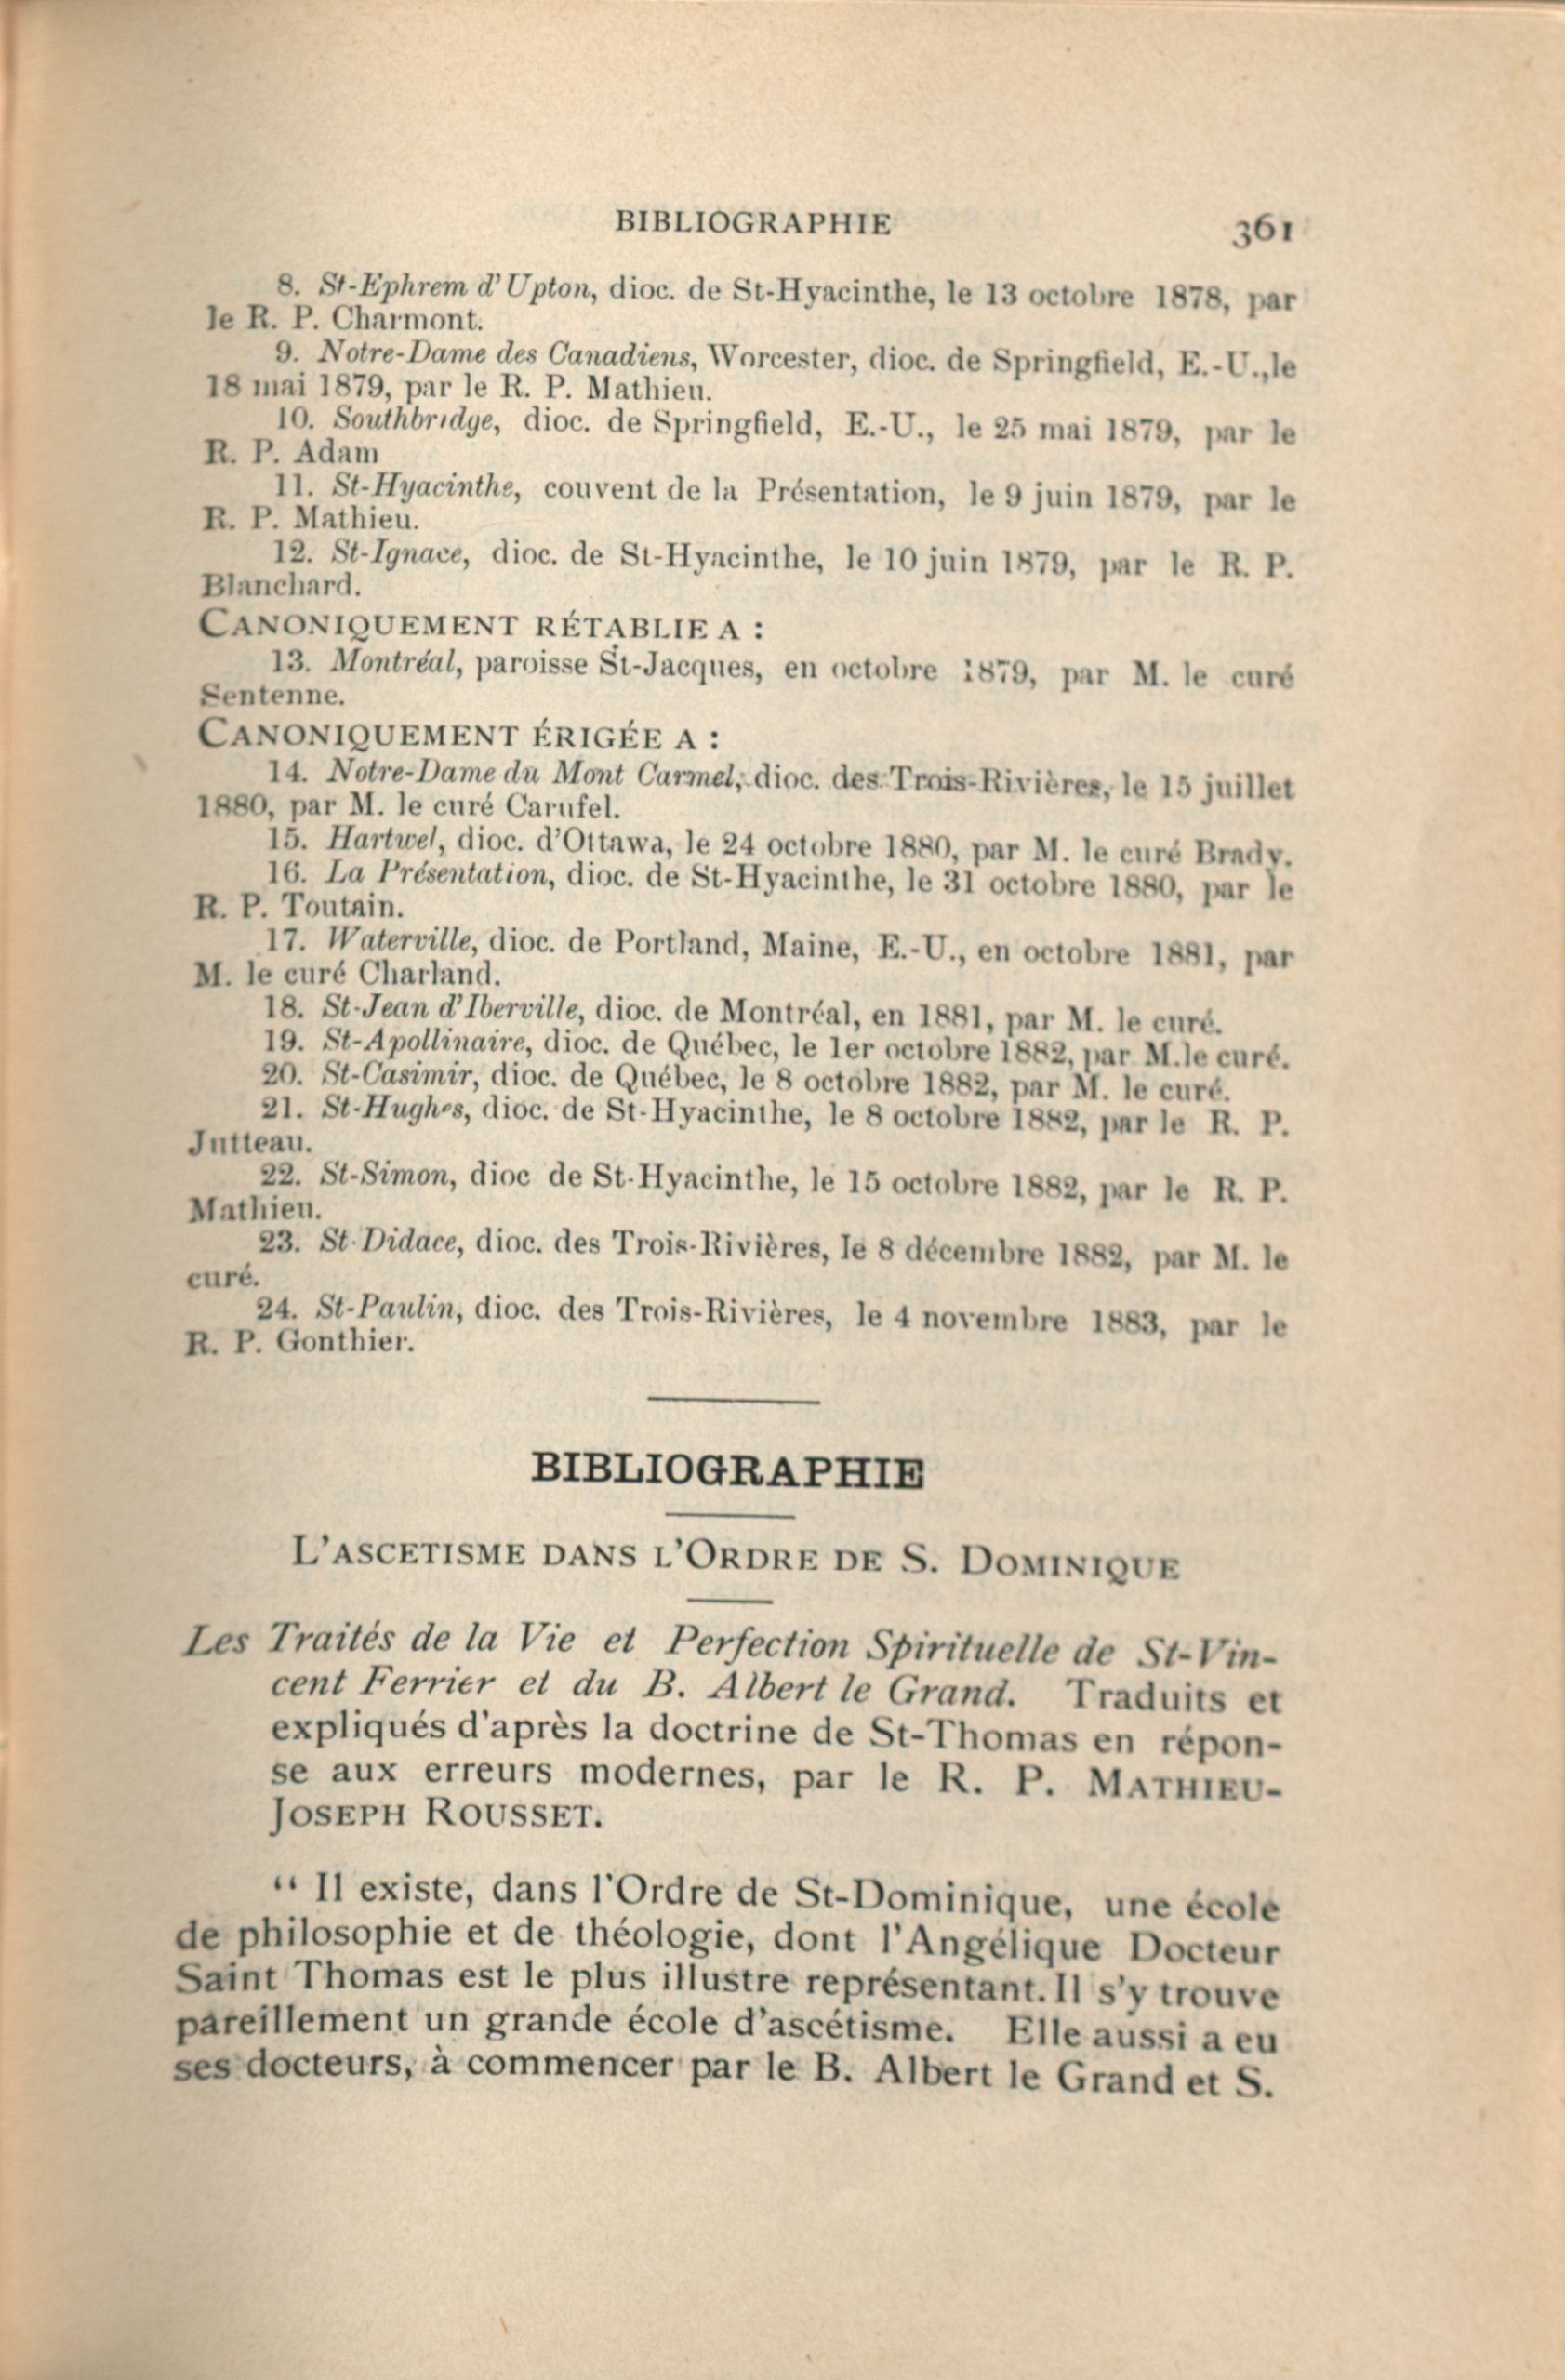 BIBLIOGRAPHIE 361
8. St-Ephrem d'Upton, dioc. de St-Hyacinthe, le 13 octobre 1878, par
le R. P. Charmont.
9. Notre-Dame des Canadiens, Worcester, dioc. de Springfield, E.-U.,le
18 mai 1879, par le R. P. Mathieu.
10. Southbridge, dioc. de Springfield, E.-U., le 25 mai 1879, par le
R. P. Adam
11. St-Hyacinthe, couvent de la Présentation, le 9 juin 1879, par le
R. P. Mathieu.
12. St-Ignace, dioc. de St-Hyacinthe, le 10 juin 1879, par le R. P.
Blanchard.
CANONIQUEMENT RÉTABLIE A :
13. Montréal, paroisse St-Jacques, en octobre 1879, par M. le curé
Sentenne.
CANONIQUEMENT ÉRIGÉE A :
14. Notre-Dame du Mont Carmel, dioc. des Trois-Rivières, le 15 juillet
1880, par M. le curé Carufel.
15. Hartwel, dioc. d'Ottawa, le 24 octobre 1880, par M. le curé Brady.
16. La Présentation, dioc. de St-Hyacinthe, le 31 octobre 1880, par le
R. P. Toutain.
17. Waterville, dioc. de Portland, Maine, E.-U., en octobre 1881, par
M. le curé Charland.
18. St-Jean d'Iberville, dioc. de Montréal, en 1881, par M. le curé.
19. St-Apollinaire, dioc. de Québec, le 1er octobre 1882, par M.le curé.
20. St-Casimir, dioc. de Québec, le 8 octobre 1882, par M. le curé.
21. St-Hughes, dioc. de St-Hyacinthe, le 8 octobre 1882, par le R. P.
Jutteau.
22. St-Simon, dioc de St-Hyacinthe, le 15 octobre 1882, par le R. P.
Mathieu.
23. St-Didace, dioc. des Trois-Rivières, le 8 décembre 1882, par M. le
curé.
24. St-Paulin, dioc. des Trois-Rivières, le 4 novembre 1883, par le
R. P. Gonthier.
BIBLIOGRAPHIE
L'ASCETISME DANS L'ORDRE DE S. DOMINIQUE
Les Traités de la Vie et Perfection Spirituelle de St-Vin-
cent Ferrier et du B. Albert le Grand. Traduits et
expliqués d'après la doctrine de St-Thomas en répon-
se aux erreurs modernes, par le R. P. MATHIEU-
JOSEPH ROUSSET.
“ Il existe, dans l'Ordre de St-Dominique, une école
de philosophie et de théologie, dont l'Angélique Docteur
Saint Thomas est le plus illustre représentant. Il s'y trouve
pareillement un grande école d'ascétisme. Elle aussi a eu
ses docteurs, à commencer par le B. Albert le Grand et S.